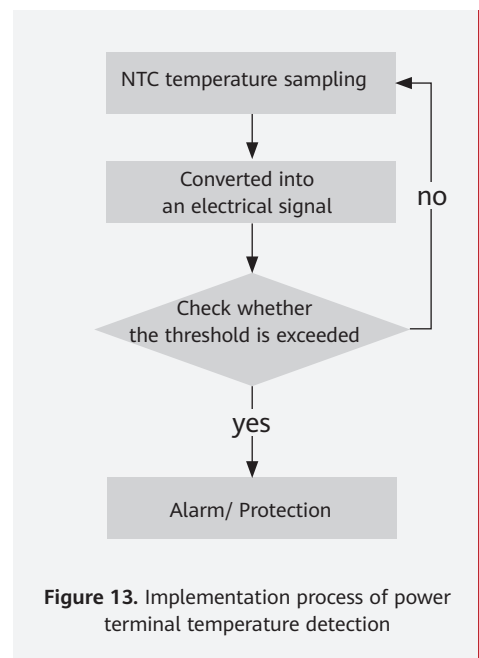 NTC temperature sampling
Converted into
an electrical signal
no
Check whether
the threshold is exceeded
yes
Alarm/ Protection
Figure 13. Implementation process of power
terminal temperature detection